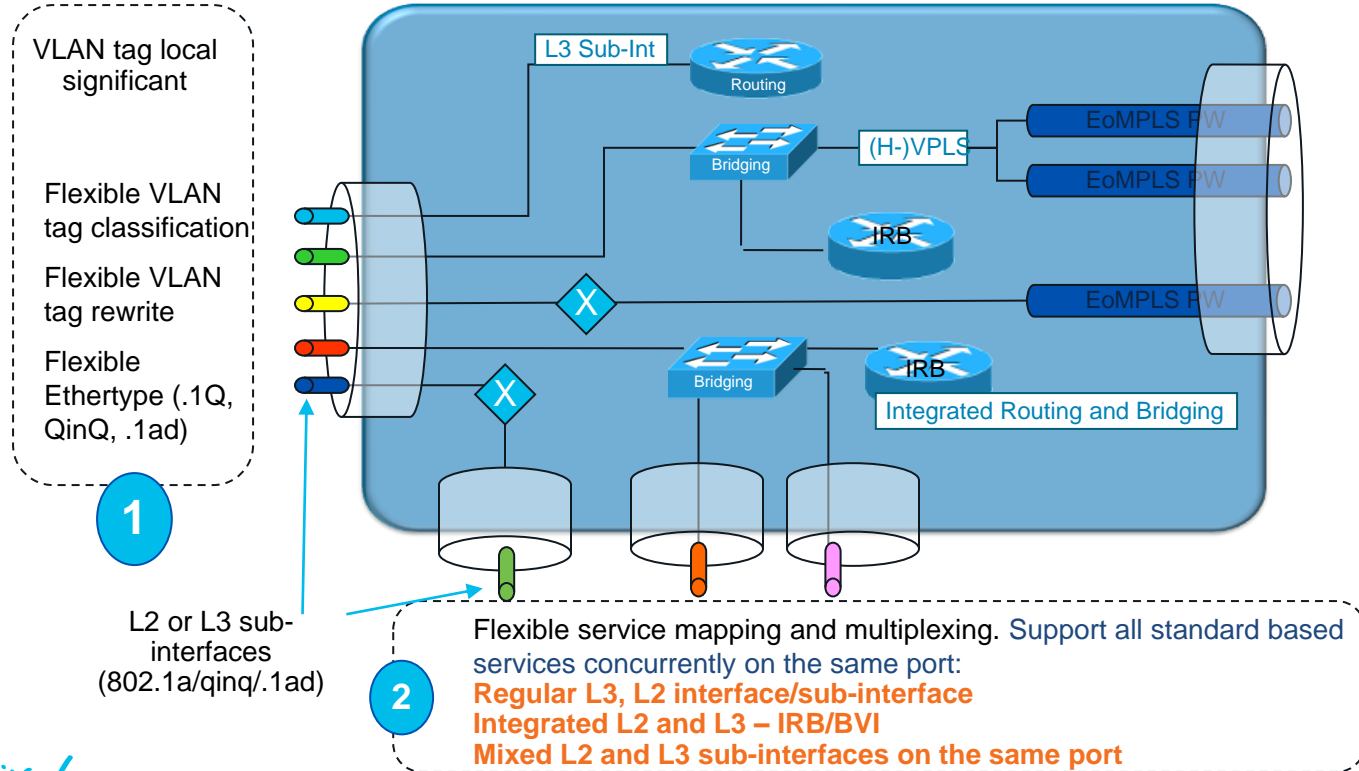 VLAN tag local
significant
Flexible VLAN
tag classification
Flexible VLAN
tag rewrite
Flexible
Ethertype (.1Q,
QinQ, .1ad)
1
L3 Sub-Int
Routing
Bridging
(H-)VPLS
EoMPLS PW
EoMPLS PW
IRB
X
EoMPLS PW
Bridging
IRB
X
Integrated Routing and Bridging
L2 or L3 sub-
interfaces
(802.1a/qinq/.1ad)
2
Flexible service mapping and multiplexing. Support all standard based
services concurrently on the same port:
Regular L3, L2 interface/sub-interface
Integrated L2 and L3 – IRB/BVI
Mixed L2 and L3 sub-interfaces on the same port